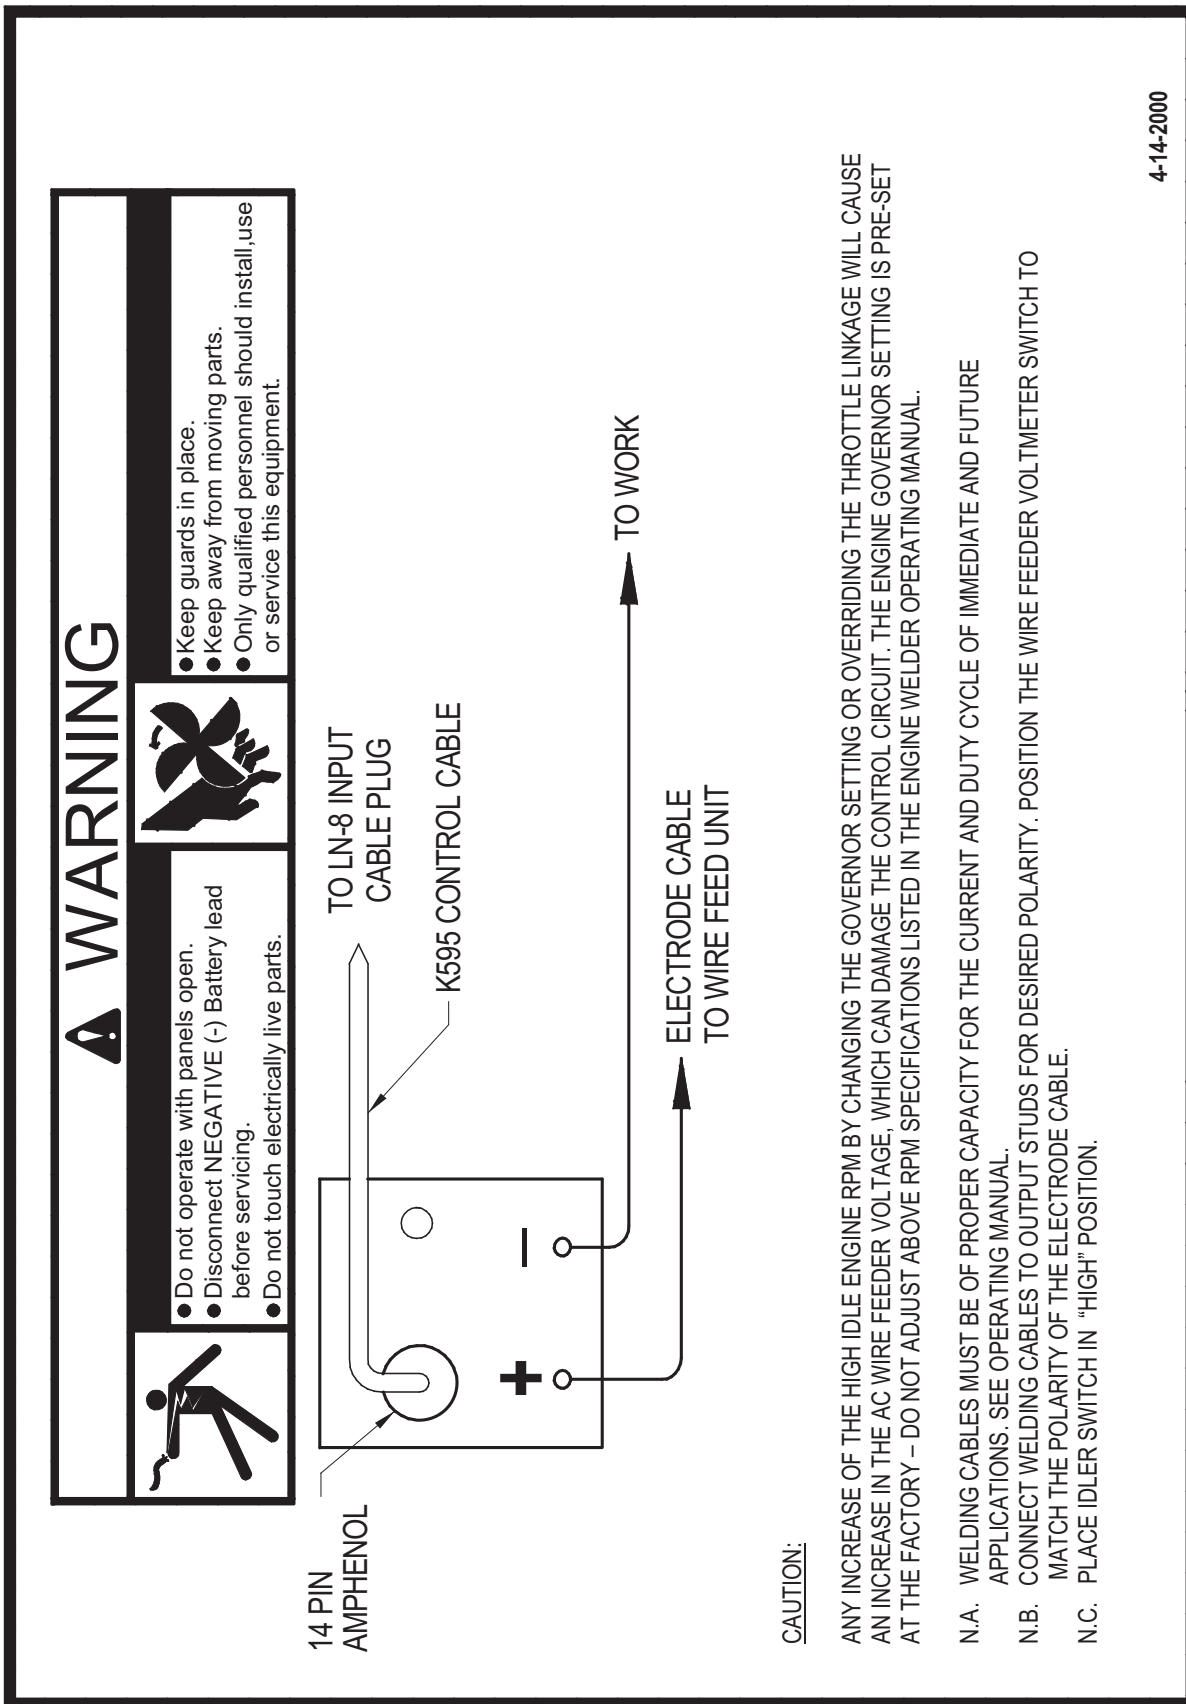 WARNING
● Do not operate with panels open.
● Disconnect NEGATIVE (-) Battery lead
before servicing.
● Do not touch electrically live parts.
● Keep guards in place.
● Keep away from moving parts.
● Only qualified personnel should install,use
or service this equipment.
14 PIN
AMPHENOL
TO LN-8 INPUT
CABLE PLUG
K595 CONTROL CABLE
+
–
TO WORK
ELECTRODE CABLE
TO WIRE FEED UNIT
CAUTION:
ANY INCREASE OF THE HIGH IDLE ENGINE RPM BY CHANGING THE GOVERNOR SETTING OR OVERRIDING THE THROTTLE LINKAGE WILL CAUSE
AN INCREASE IN THE AC WIRE FEEDER VOLTAGE, WHICH CAN DAMAGE THE CONTROL CIRCUIT. THE ENGINE GOVERNOR SETTING IS PRE-SET
AT THE FACTORY – DO NOT ADJUST ABOVE RPM SPECIFICATIONS LISTED IN THE ENGINE WELDER OPERATING MANUAL.
N.A. WELDING CABLES MUST BE OF PROPER CAPACITY FOR THE CURRENT AND DUTY CYCLE OF IMMEDIATE AND FUTURE
APPLICATIONS. SEE OPERATING MANUAL.
N.B. CONNECT WELDING CABLES TO OUTPUT STUDS FOR DESIRED POLARITY. POSITION THE WIRE FEEDER VOLTMETER SWITCH TO
MATCH THE POLARITY OF THE ELECTRODE CABLE.
N.C. PLACE IDLER SWITCH IN “HIGH” POSITION.
4-14-2000